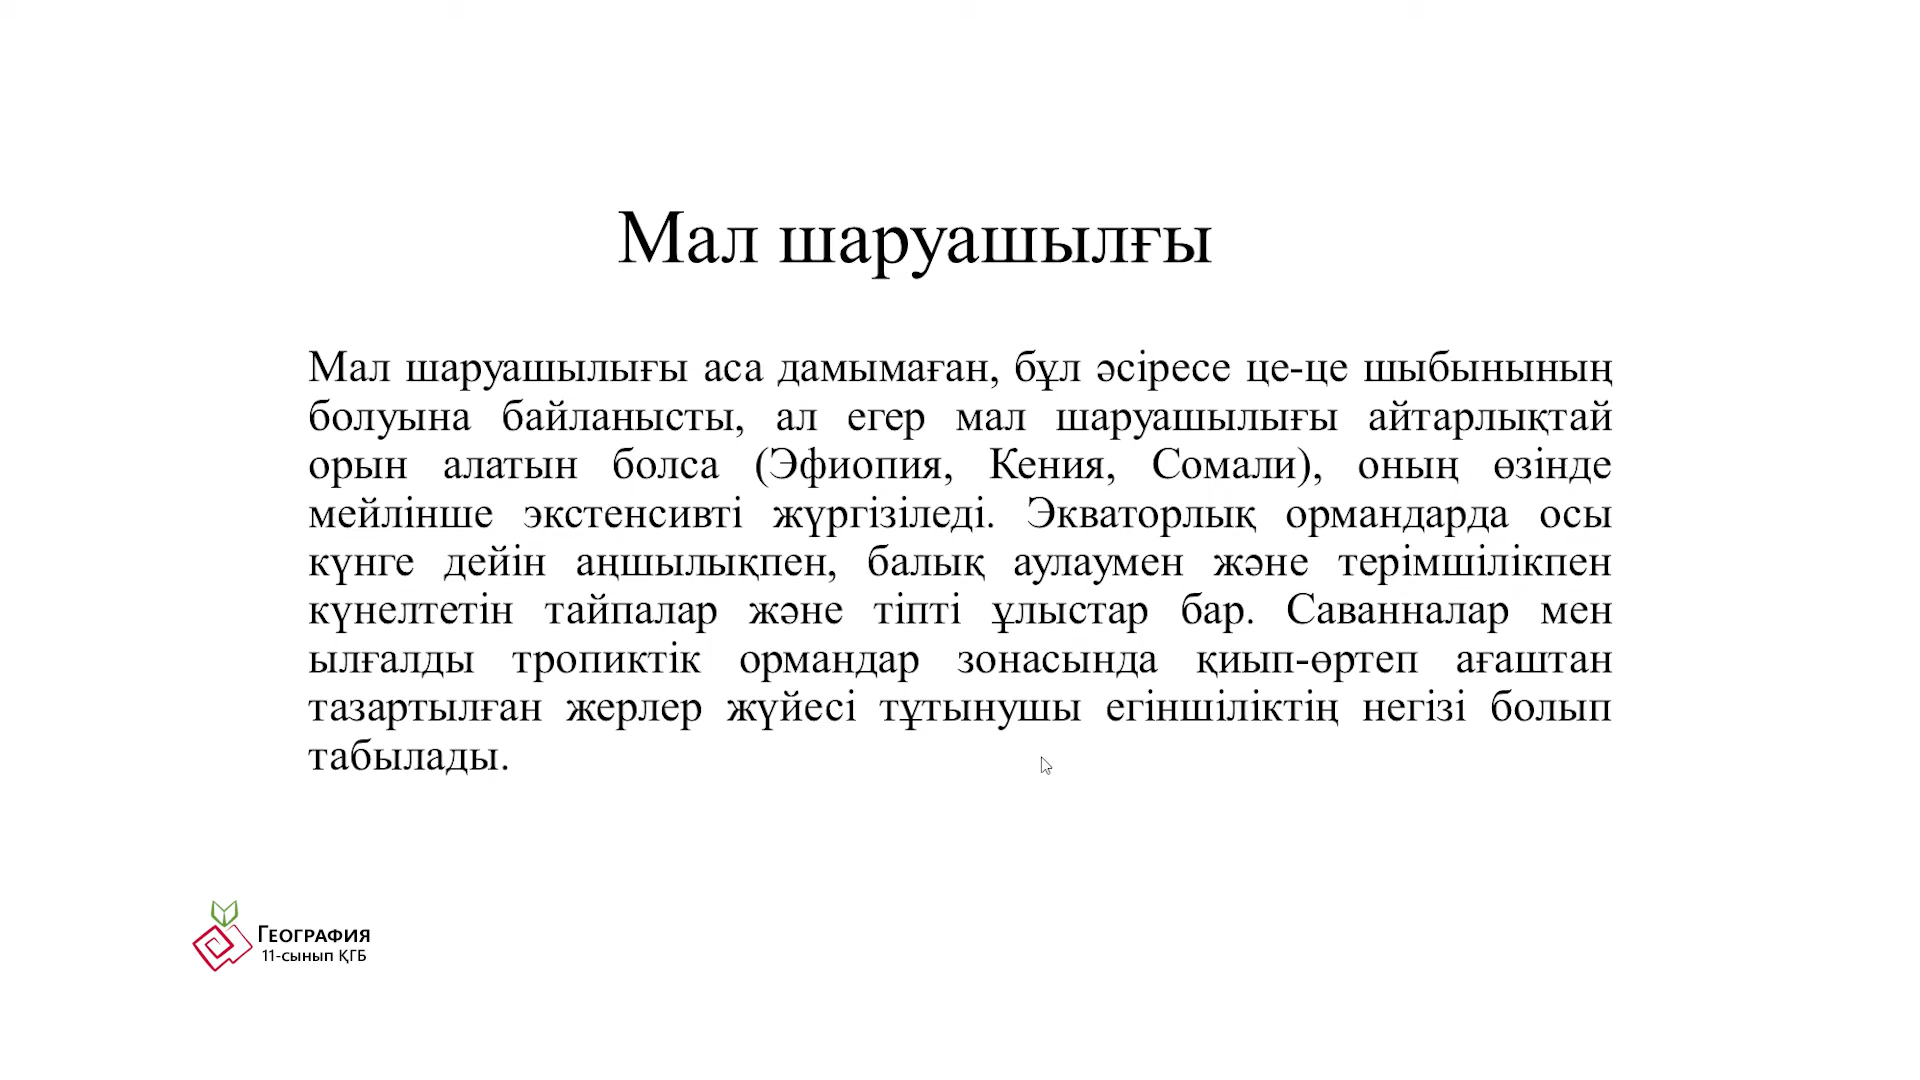 Мал шаруашылғы
Мал шаруашылығы аса дамымаған, бұл әсіресе це-це шыбынының
болуына байланысты, ал егер мал шаруашылығы айтарлықтай
орын алатын болса (Эфиопия, Кения, Сомали), оның өзінде
мейлінше экстенсивті жүргізіледі. Экваторлық ормандарда осы
күнге дейін аңшылықпен, балық аулаумен және терімшілікпен
күнелтетін тайпалар және тіпті ұлыстар бар. Саванналар мен
ылғалды тропиктік ормандар зонасында қиып-өртеп ағаштан
тазартылған жерлер жүйесі тұтынушы егіншіліктің негізі болып
табылады.
География
11-сынып ҚГБ